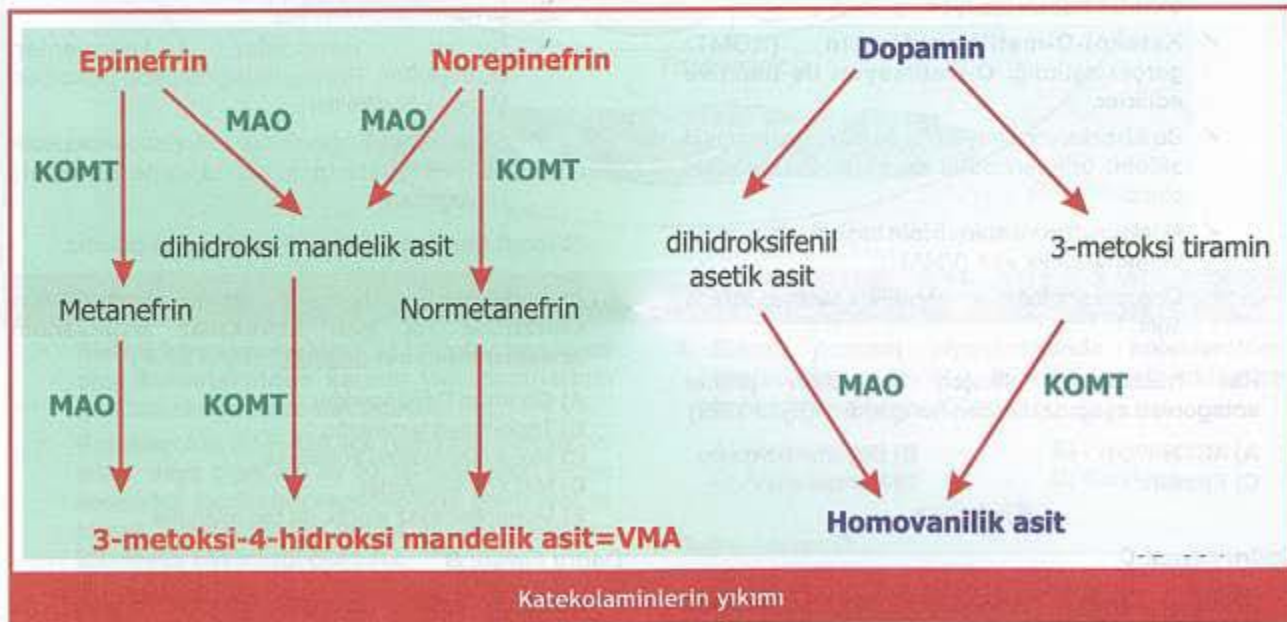 Epinefrin
Norepinefrin
Dopamin
MAO
MAO
KOMT
KOMT
dihidroksi mandelik asit
dihidroksifenil
asetik asit
3-metoksi tiramin
Metanefrin
Normetanefrin
MAO
KOMT
MAO
KOMT
3-metoksi-4-hidroksi mandelik asit=VMA
Homovanilik asit
Katekolaminlerin yıkımı